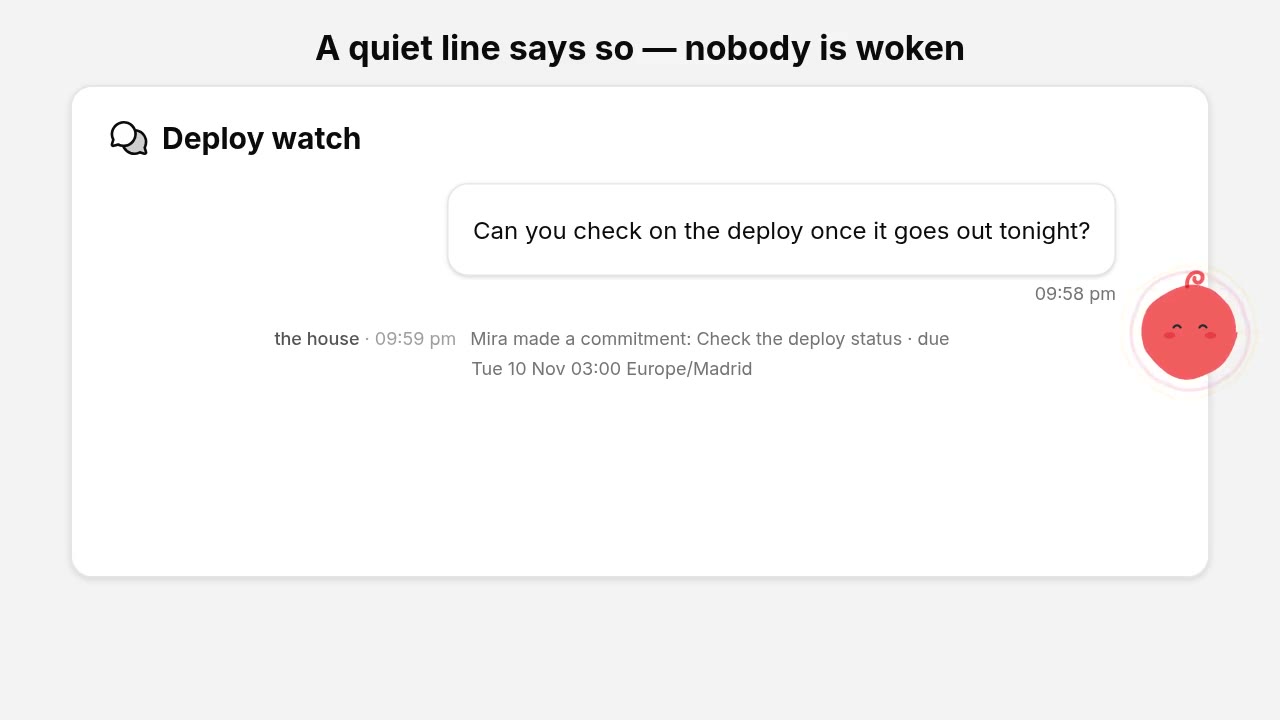 A quiet line says so — nobody is woken
Deploy watch
Can you check on the deploy once it goes out tonight?
09:58 pm
the house · 09:59 pm Mira made a commitment: Check the deploy status · due
Tue 10 Nov 03:00 Europe/Madrid